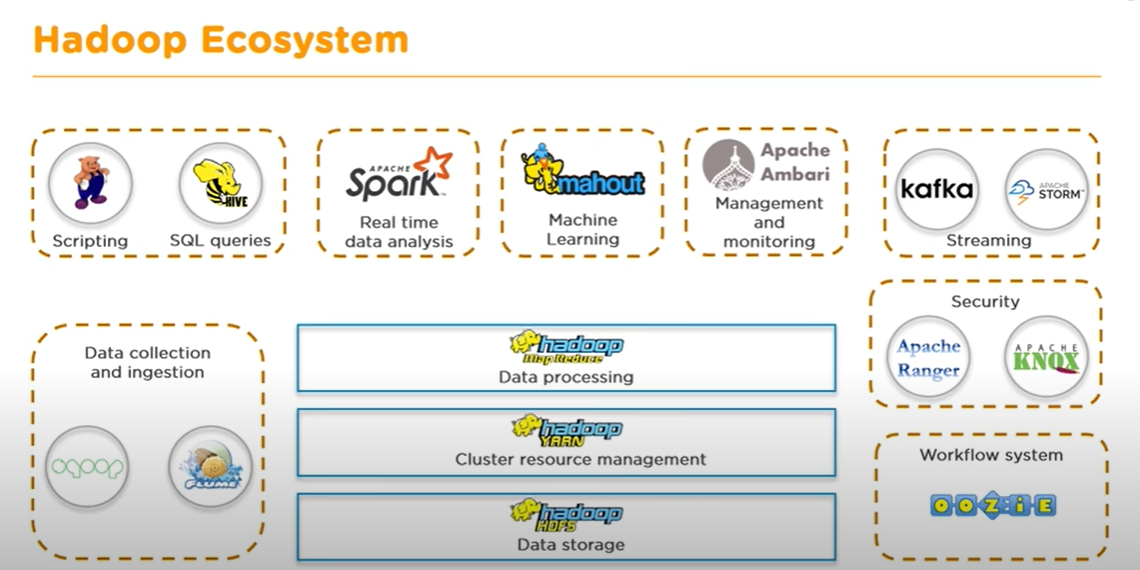 Hadoop Ecosystem
HIVE
Scripting
SQL queries
APACHE
Spark™
Real time
data analysis
mahout
Machine
Learning
Apache
Ambari
Management
and
monitoring
kafka
APACHE
STORM™
Streaming
Data collection
and ingestion
sqoop
FLUME
hadoop
Map Reduce
Data processing
hadoop
YARN
Cluster resource management
hadoop
HDFS
Data storage
Security
Apache
Ranger
APACHE
KNOX
Workflow system
OOZiE